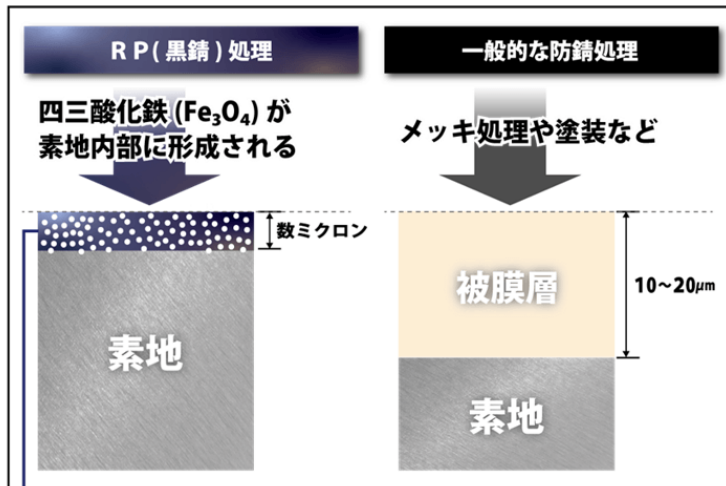 RP(黒錆)処理
四三酸化鉄(Fe₃O₄)が
素地内部に形成される
数ミクロン
素地
一般的な防錆処理
メッキ処理や塗装など
被膜層
10〜20μm
素地